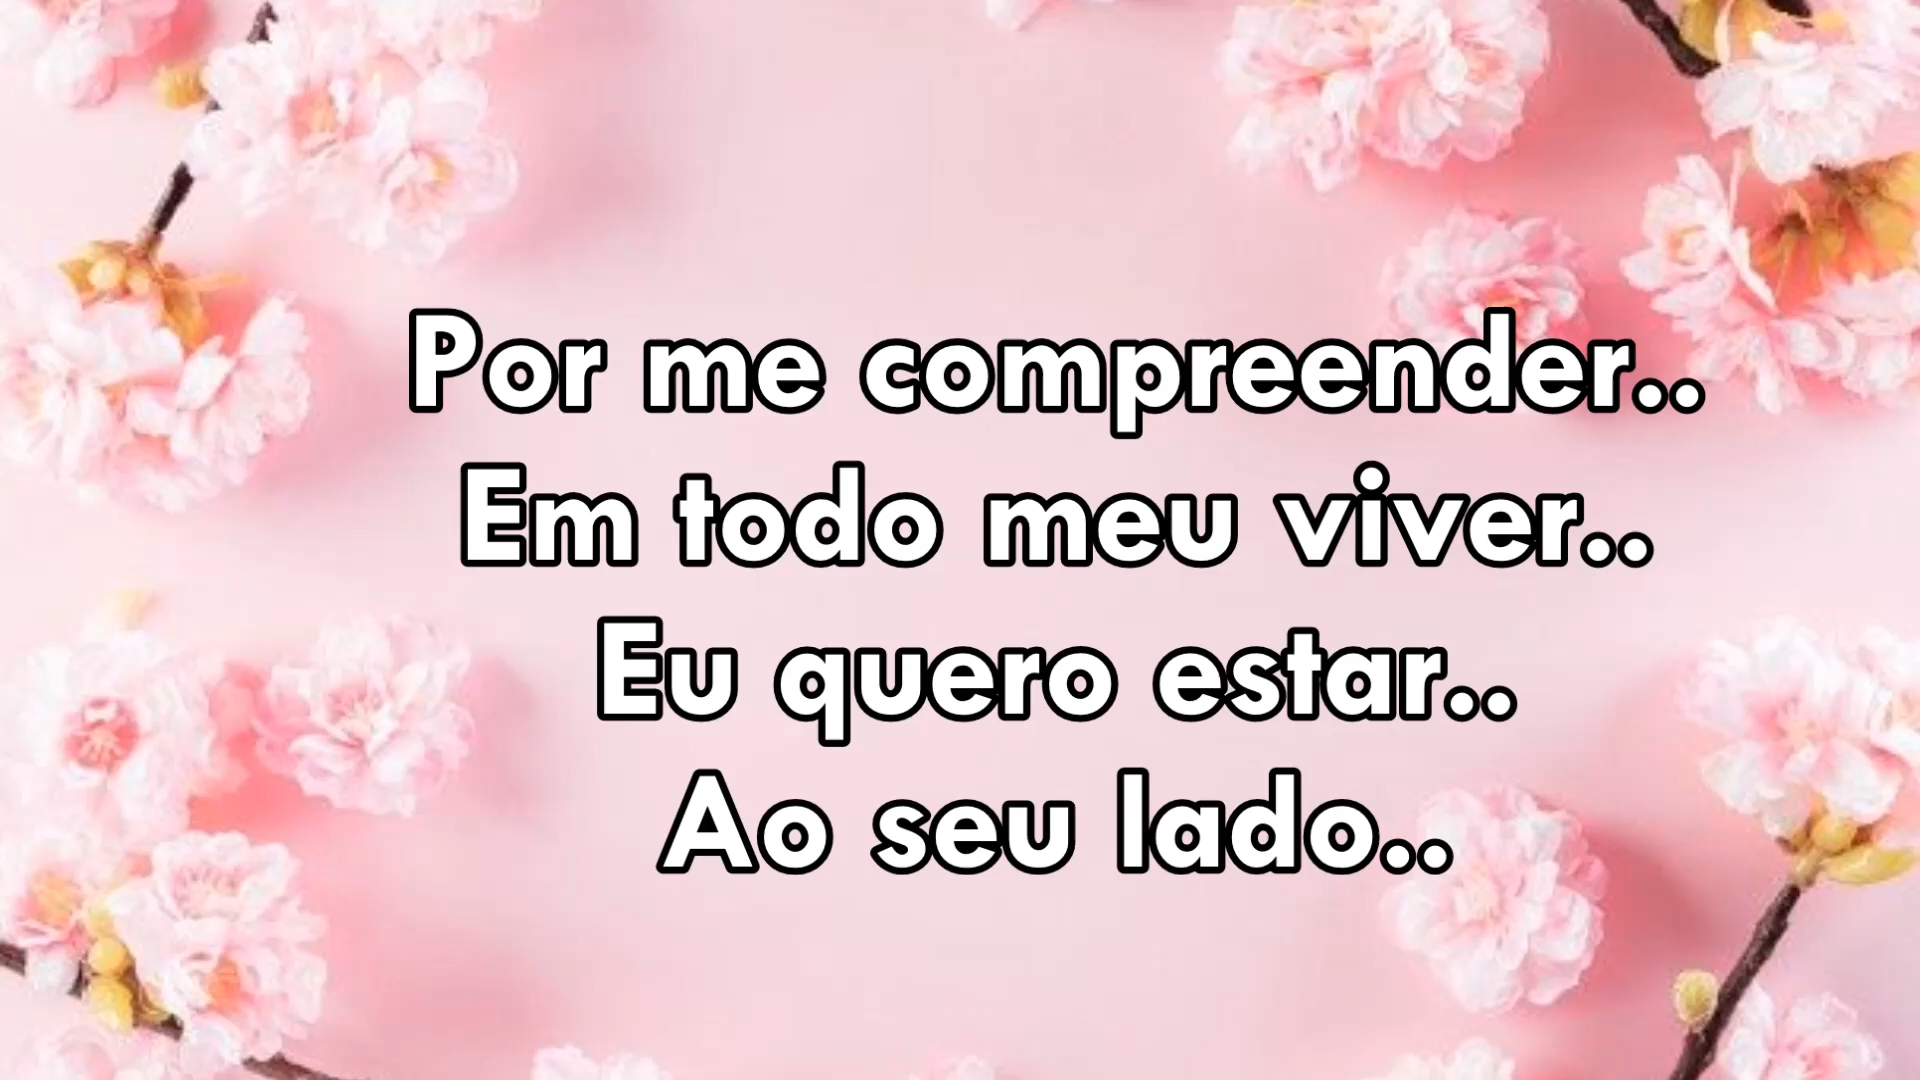 Por me compreender..
Em todo meu viver..
Eu quero estar..
Ao seu lado..